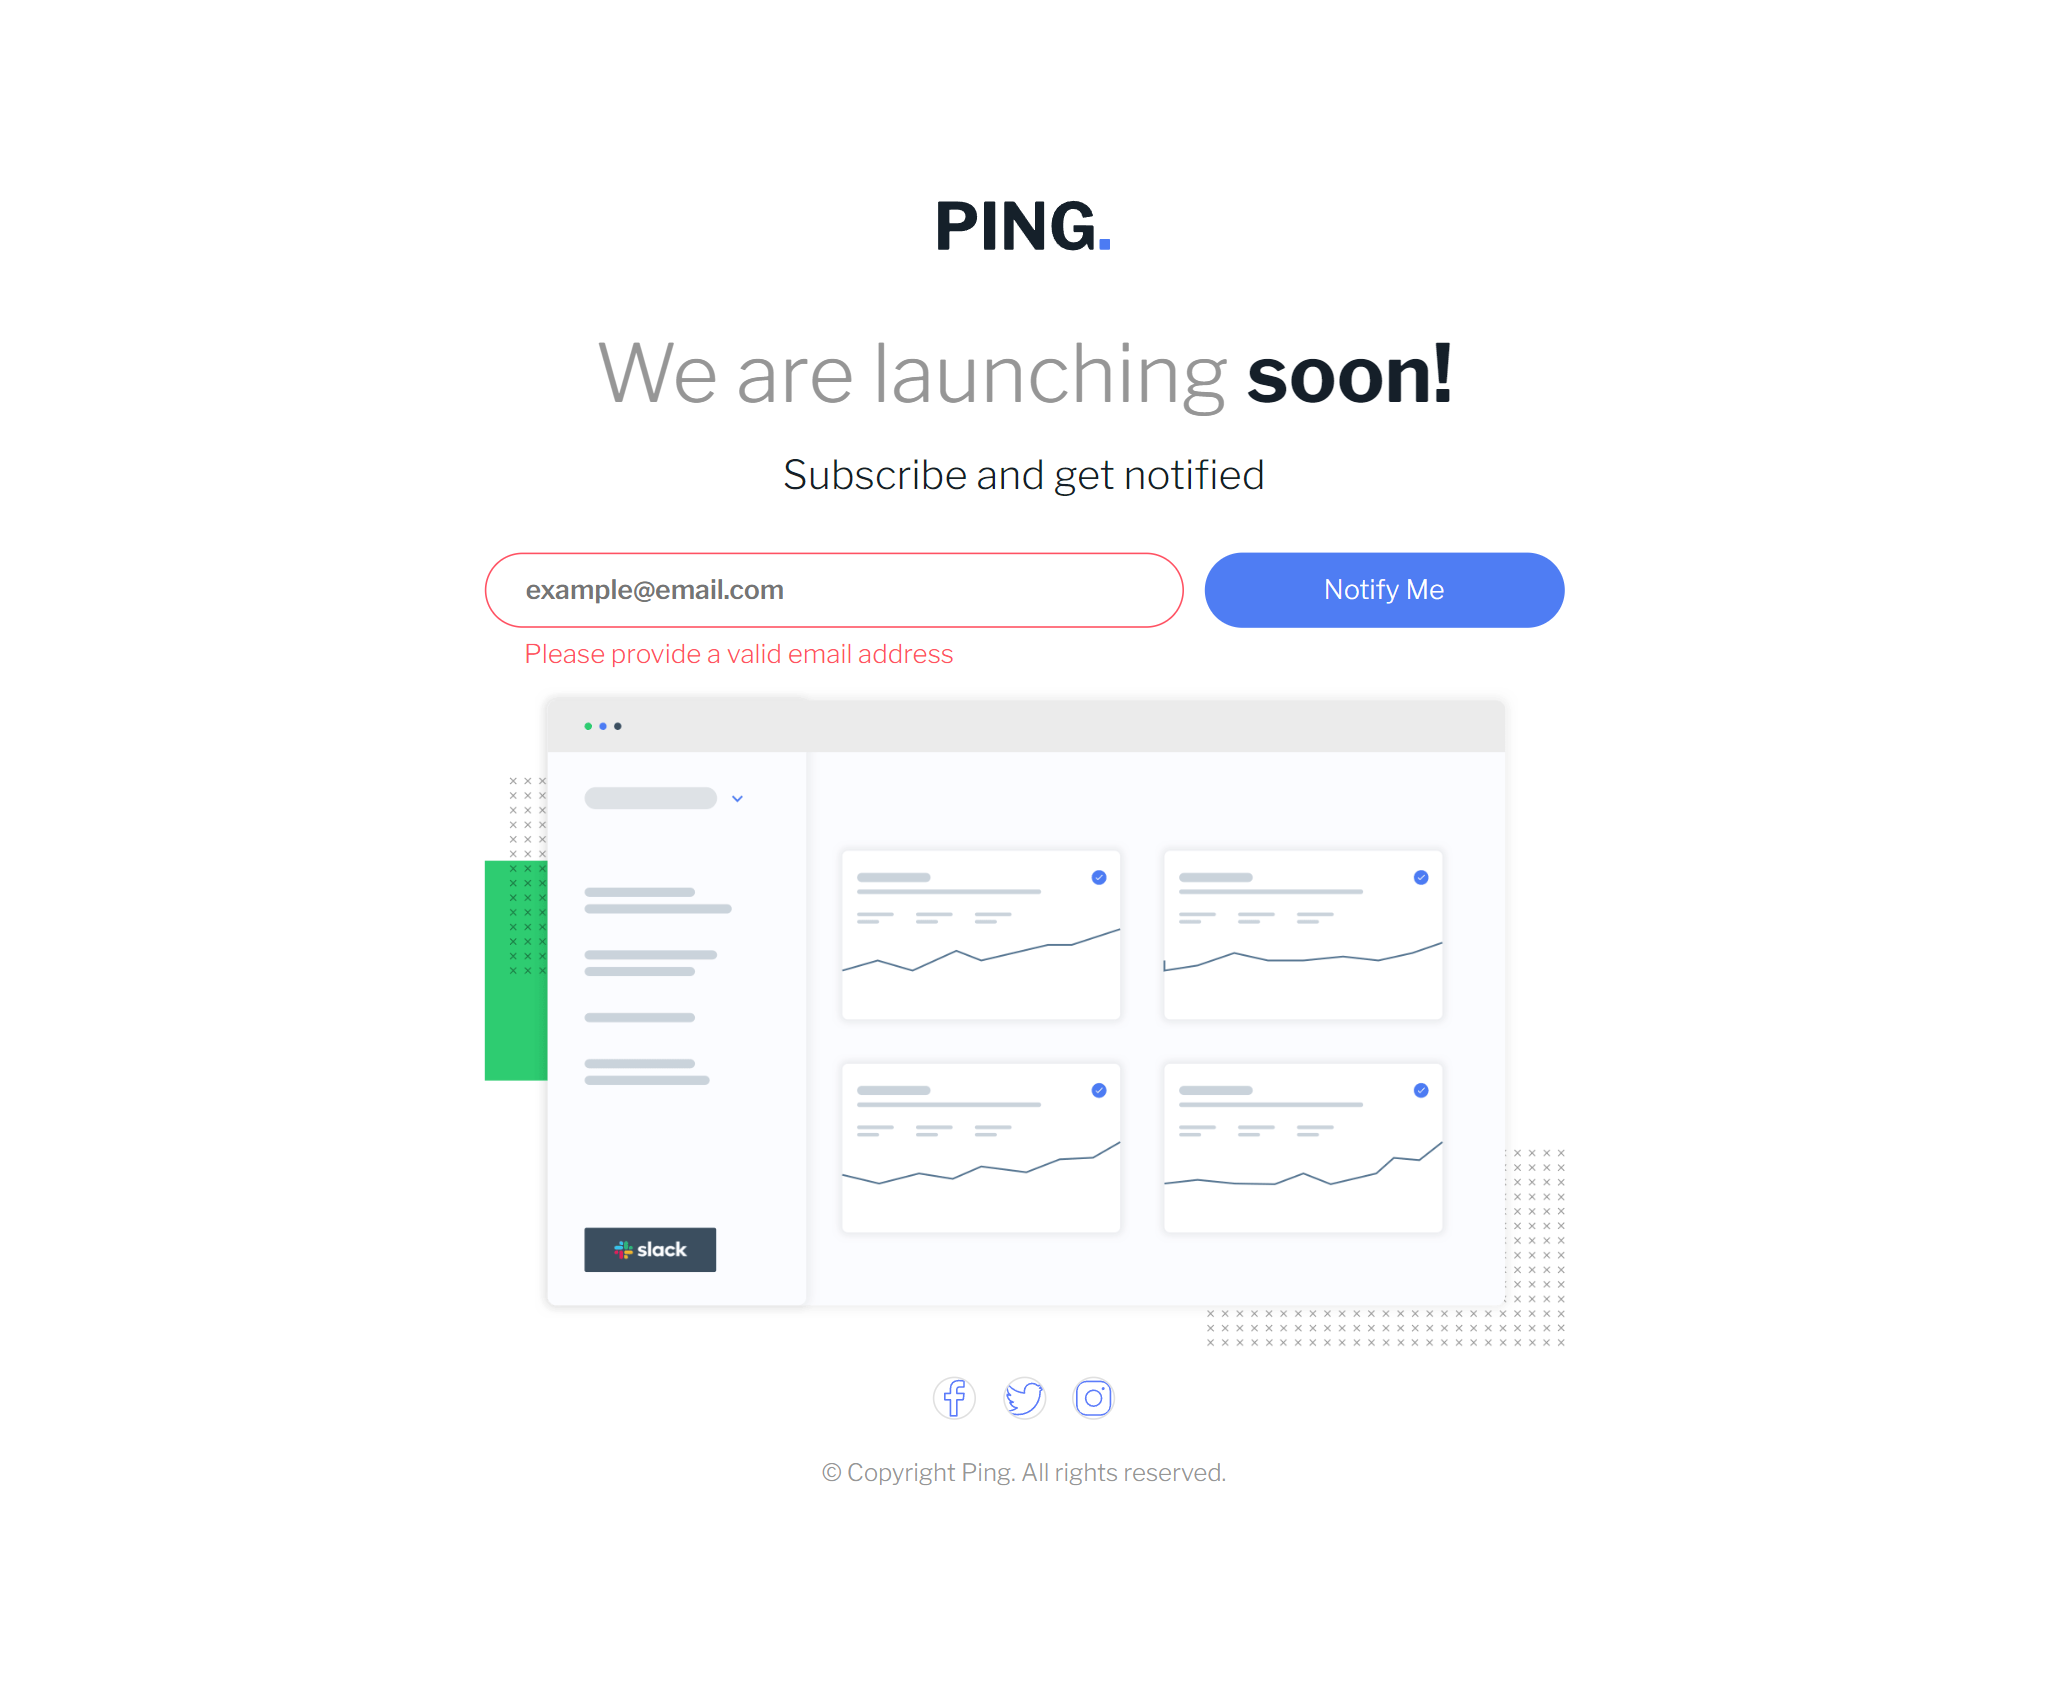 PING.
We are launching soon!
Subscribe and get notified
example@email.com
Notify Me
Please provide a valid email address
slack
© Copyright Ping. All rights reserved.